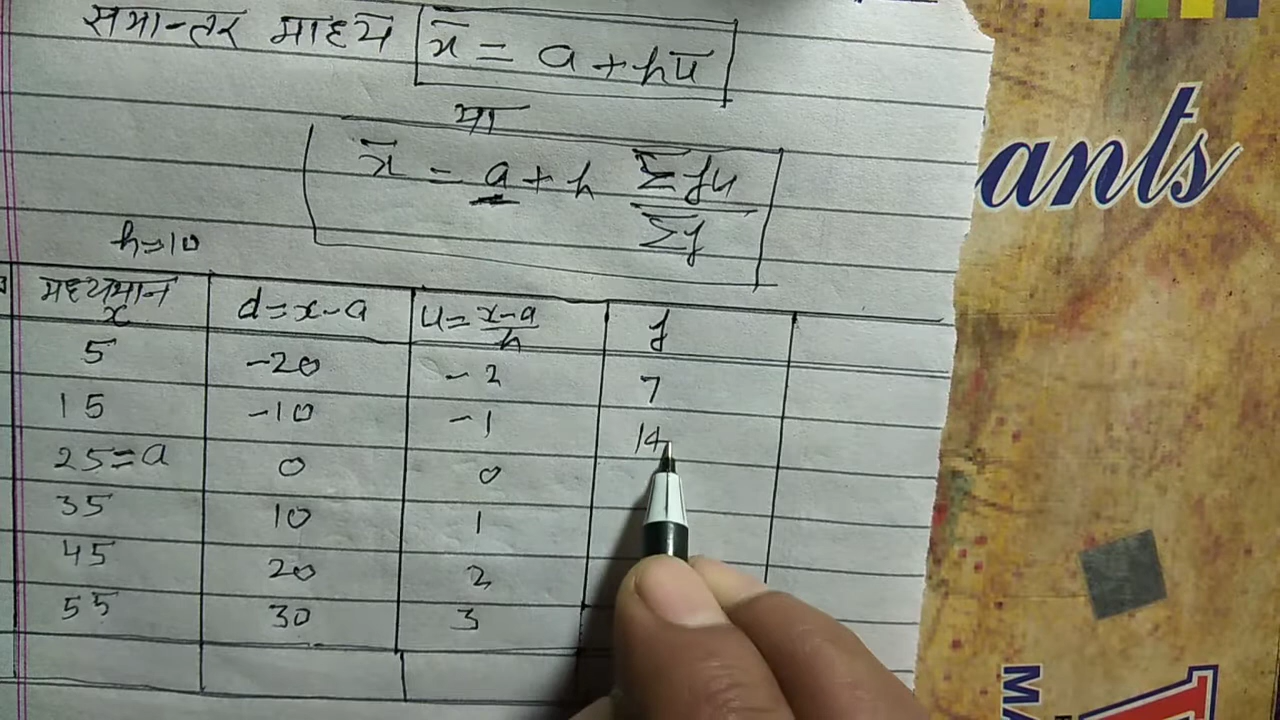 समान्तर माध्य x̄ = a + hū
या
x̄ = a + h Σfu / Σf
h=10
मध्यमान x | d=x-a | u=x-a/h | f
5 | -20 | -2 | 7
15 | -10 | -1 | 14
25=a | 0 | 0
35 | 10 | 1
45 | 20 | 2
55 | 30 | 3
ants
MA